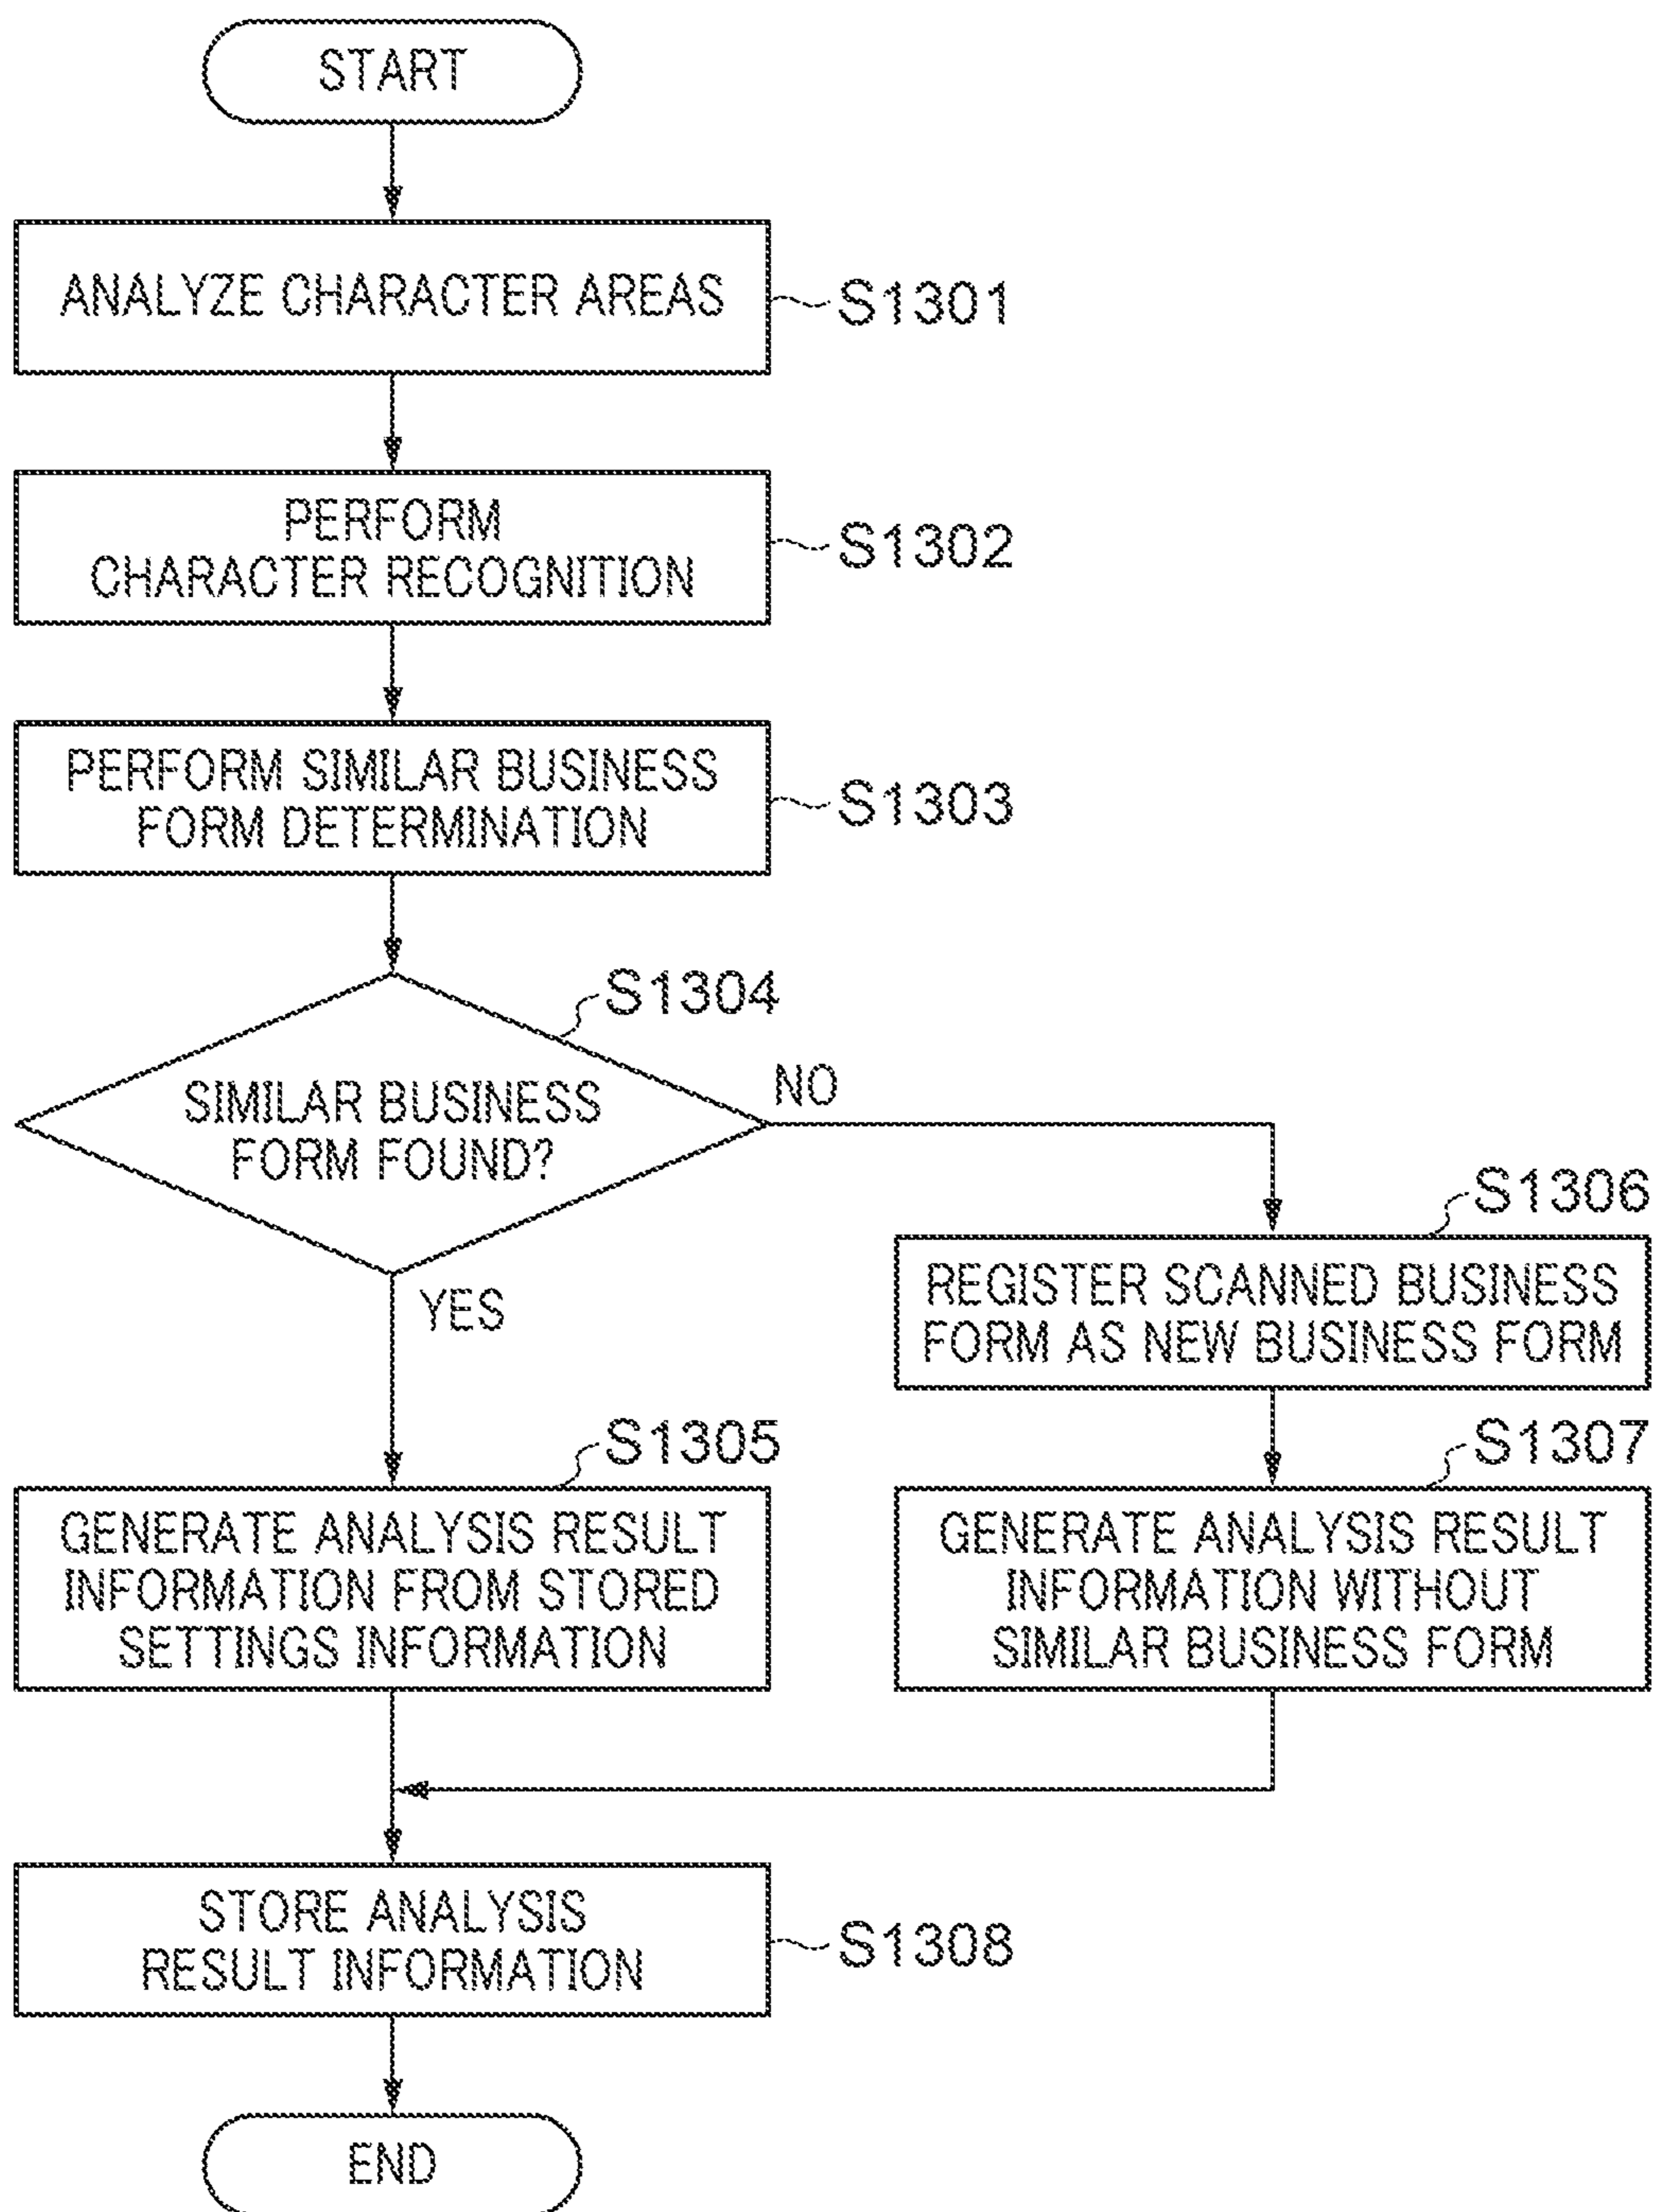 START
ANALYZE CHARACTER AREAS
S1301
PERFORM
CHARACTER RECOGNITION
S1302
PERFORM SIMILAR BUSINESS
FORM DETERMINATION
S1303
S1304
SIMILAR BUSINESS
FORM FOUND?
NO
YES
S1306
REGISTER SCANNED BUSINESS
FORM AS NEW BUSINESS FORM
S1305
GENERATE ANALYSIS RESULT
INFORMATION FROM STORED
SETTINGS INFORMATION
S1307
GENERATE ANALYSIS RESULT
INFORMATION WITHOUT
SIMILAR BUSINESS FORM
STORE ANALYSIS
RESULT INFORMATION
S1308
END